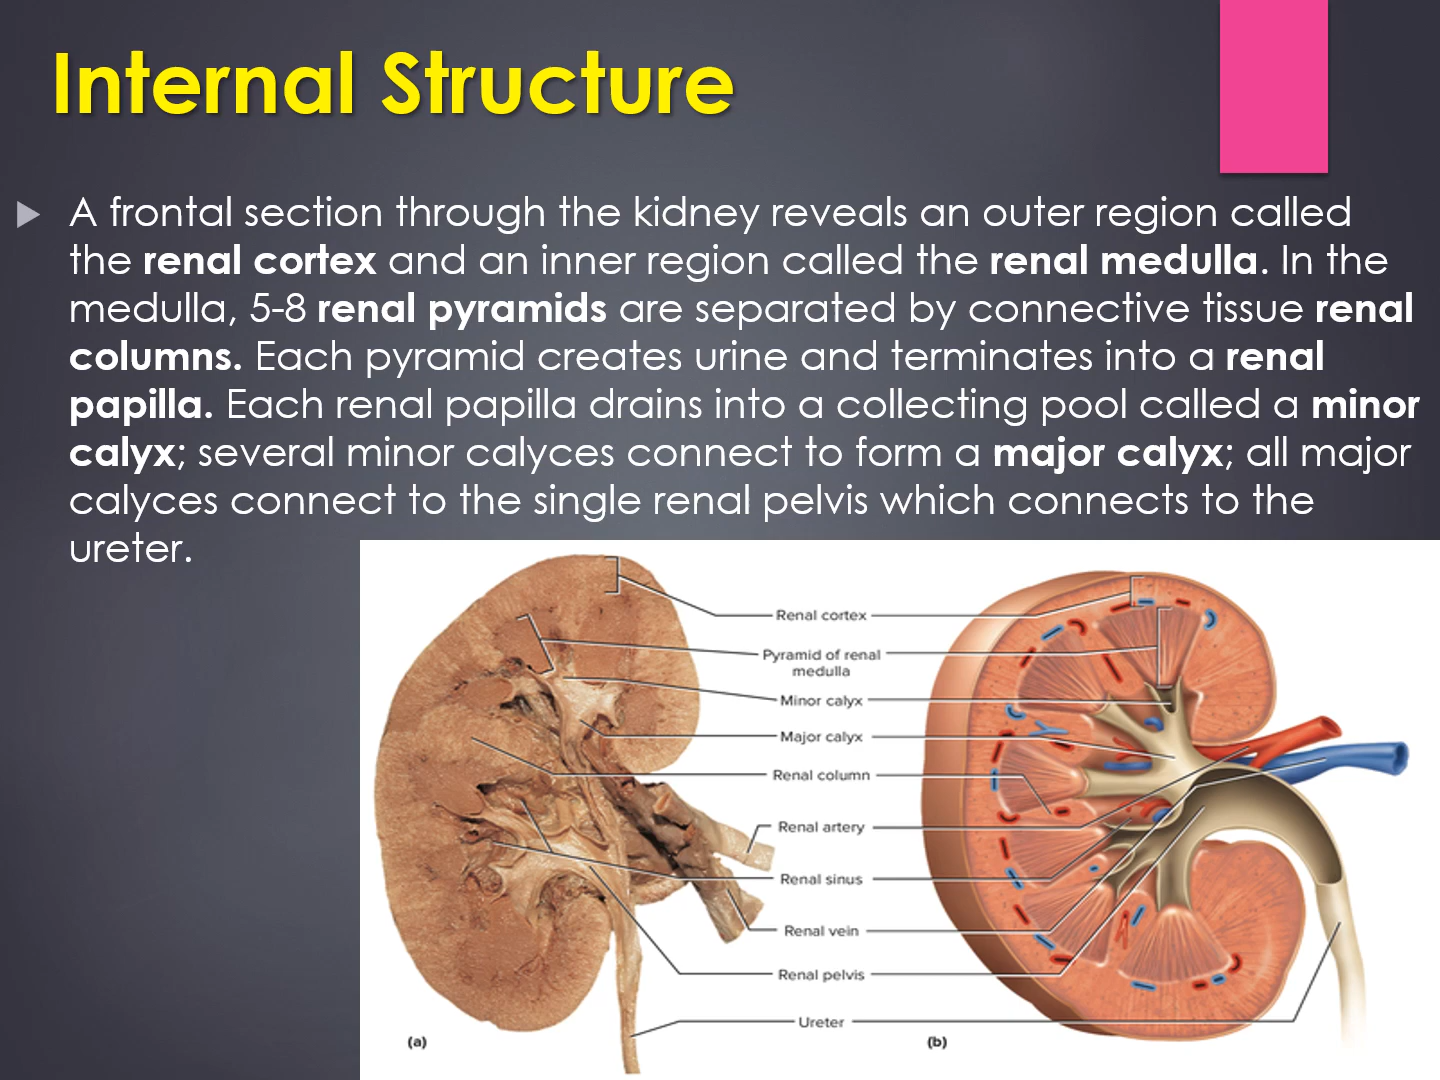 Internal Structure
A frontal section through the kidney reveals an outer region called
the renal cortex and an inner region called the renal medulla. In the
medulla, 5-8 renal pyramids are separated by connective tissue renal
columns. Each pyramid creates urine and terminates into a renal
papilla. Each renal papilla drains into a collecting pool called a minor
calyx; several minor calyces connect to form a major calyx; all major
calyces connect to the single renal pelvis which connects to the
ureter.
Renal cortex
Pyramid of renal
medulla
Minor calyx
Major calyx
Renal column
Renal artery
Renal sinus
Renal vein
Renal pelvis
Ureter
(a)
(b)